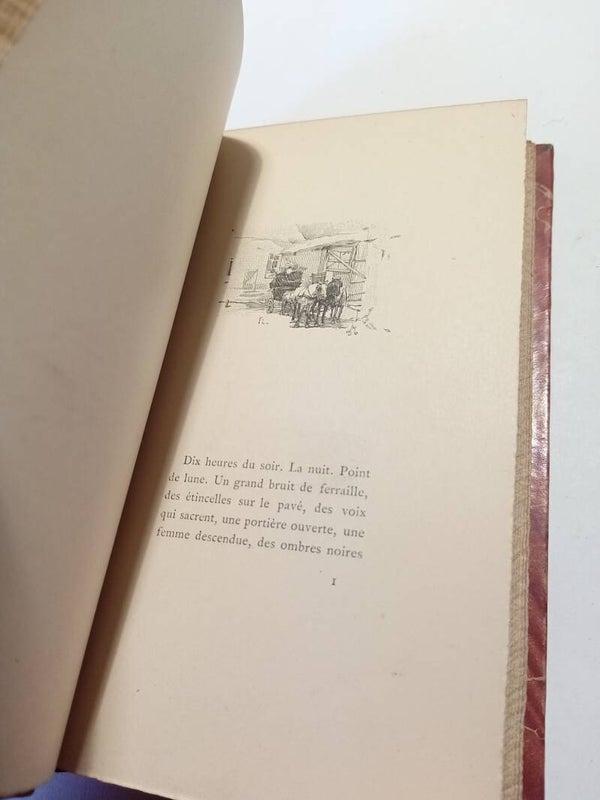 Dix heures du soir. La nuit. Point
de lune. Un grand bruit de ferraille,
des étincelles sur le pavé, des voix
qui sacrent, une portière ouverte, une
femme descendue, des ombres noires
1